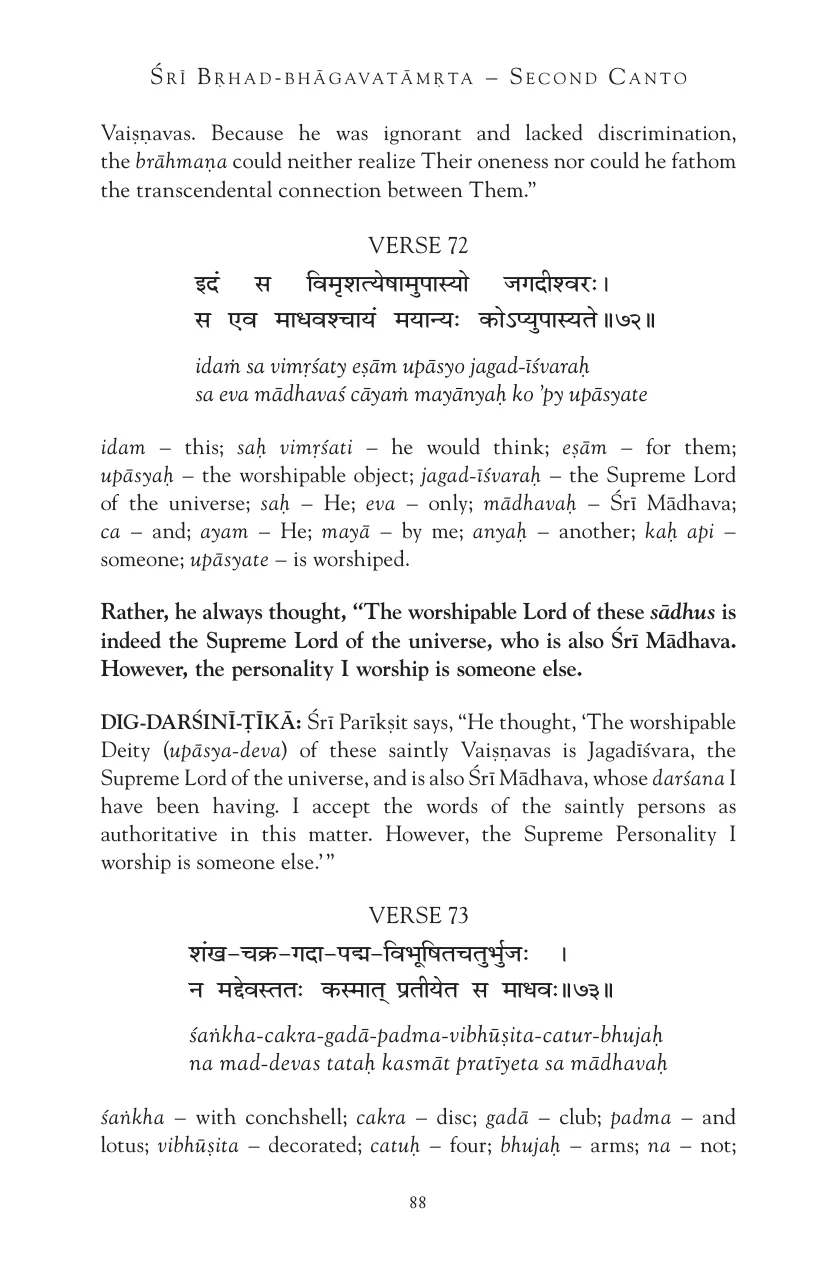 ŚRĪ BṚHAD-BHĀGAVATĀMṚTA – SECOND CANTO
Vaiṣṇavas. Because he was ignorant and lacked discrimination,
the brāhmaṇa could neither realize Their oneness nor could he fathom
the transcendental connection between Them.”
VERSE 72
इदं स विमृशत्येषामुपास्यो जगदीश्वरः।
स एव माधवश्चायं मयान्यः कोऽप्युपास्यते॥७२॥
idaṁ sa vimṛśaty eṣām upāsyo jagad-īśvaraḥ
sa eva mādhavaś cāyaṁ mayānyaḥ ko ’py upāsyate
idam – this; saḥ vimṛśati – he would think; eṣām – for them;
upāsyaḥ – the worshipable object; jagad-īśvaraḥ – the Supreme Lord
of the universe; saḥ – He; eva – only; mādhavaḥ – Śrī Mādhava;
ca – and; ayam – He; mayā – by me; anyaḥ – another; kaḥ api –
someone; upāsyate – is worshiped.
Rather, he always thought, “The worshipable Lord of these sādhus is
indeed the Supreme Lord of the universe, who is also Śrī Mādhava.
However, the personality I worship is someone else.
DIG-DARŚINĪ-ṬĪKĀ: Śrī Parīkṣit says, “He thought, ‘The worshipable
Deity (upāsya-deva) of these saintly Vaiṣṇavas is Jagadīśvara, the
Supreme Lord of the universe, and is also Śrī Mādhava, whose darśana I
have been having. I accept the words of the saintly persons as
authoritative in this matter. However, the Supreme Personality I
worship is someone else.’”
VERSE 73
शंख–चक्र–गदा–पद्म–विभूषितचतुर्भुजः ।
न मद्देवस्ततः कस्मात् प्रतीयेत स माधवः॥७३॥
śaṅkha-cakra-gadā-padma-vibhūṣita-catur-bhujaḥ
na mad-devas tataḥ kasmāt pratīyeta sa mādhavaḥ
śaṅkha – with conchshell; cakra – disc; gadā – club; padma – and
lotus; vibhūṣita – decorated; catuḥ – four; bhujaḥ – arms; na – not;
88